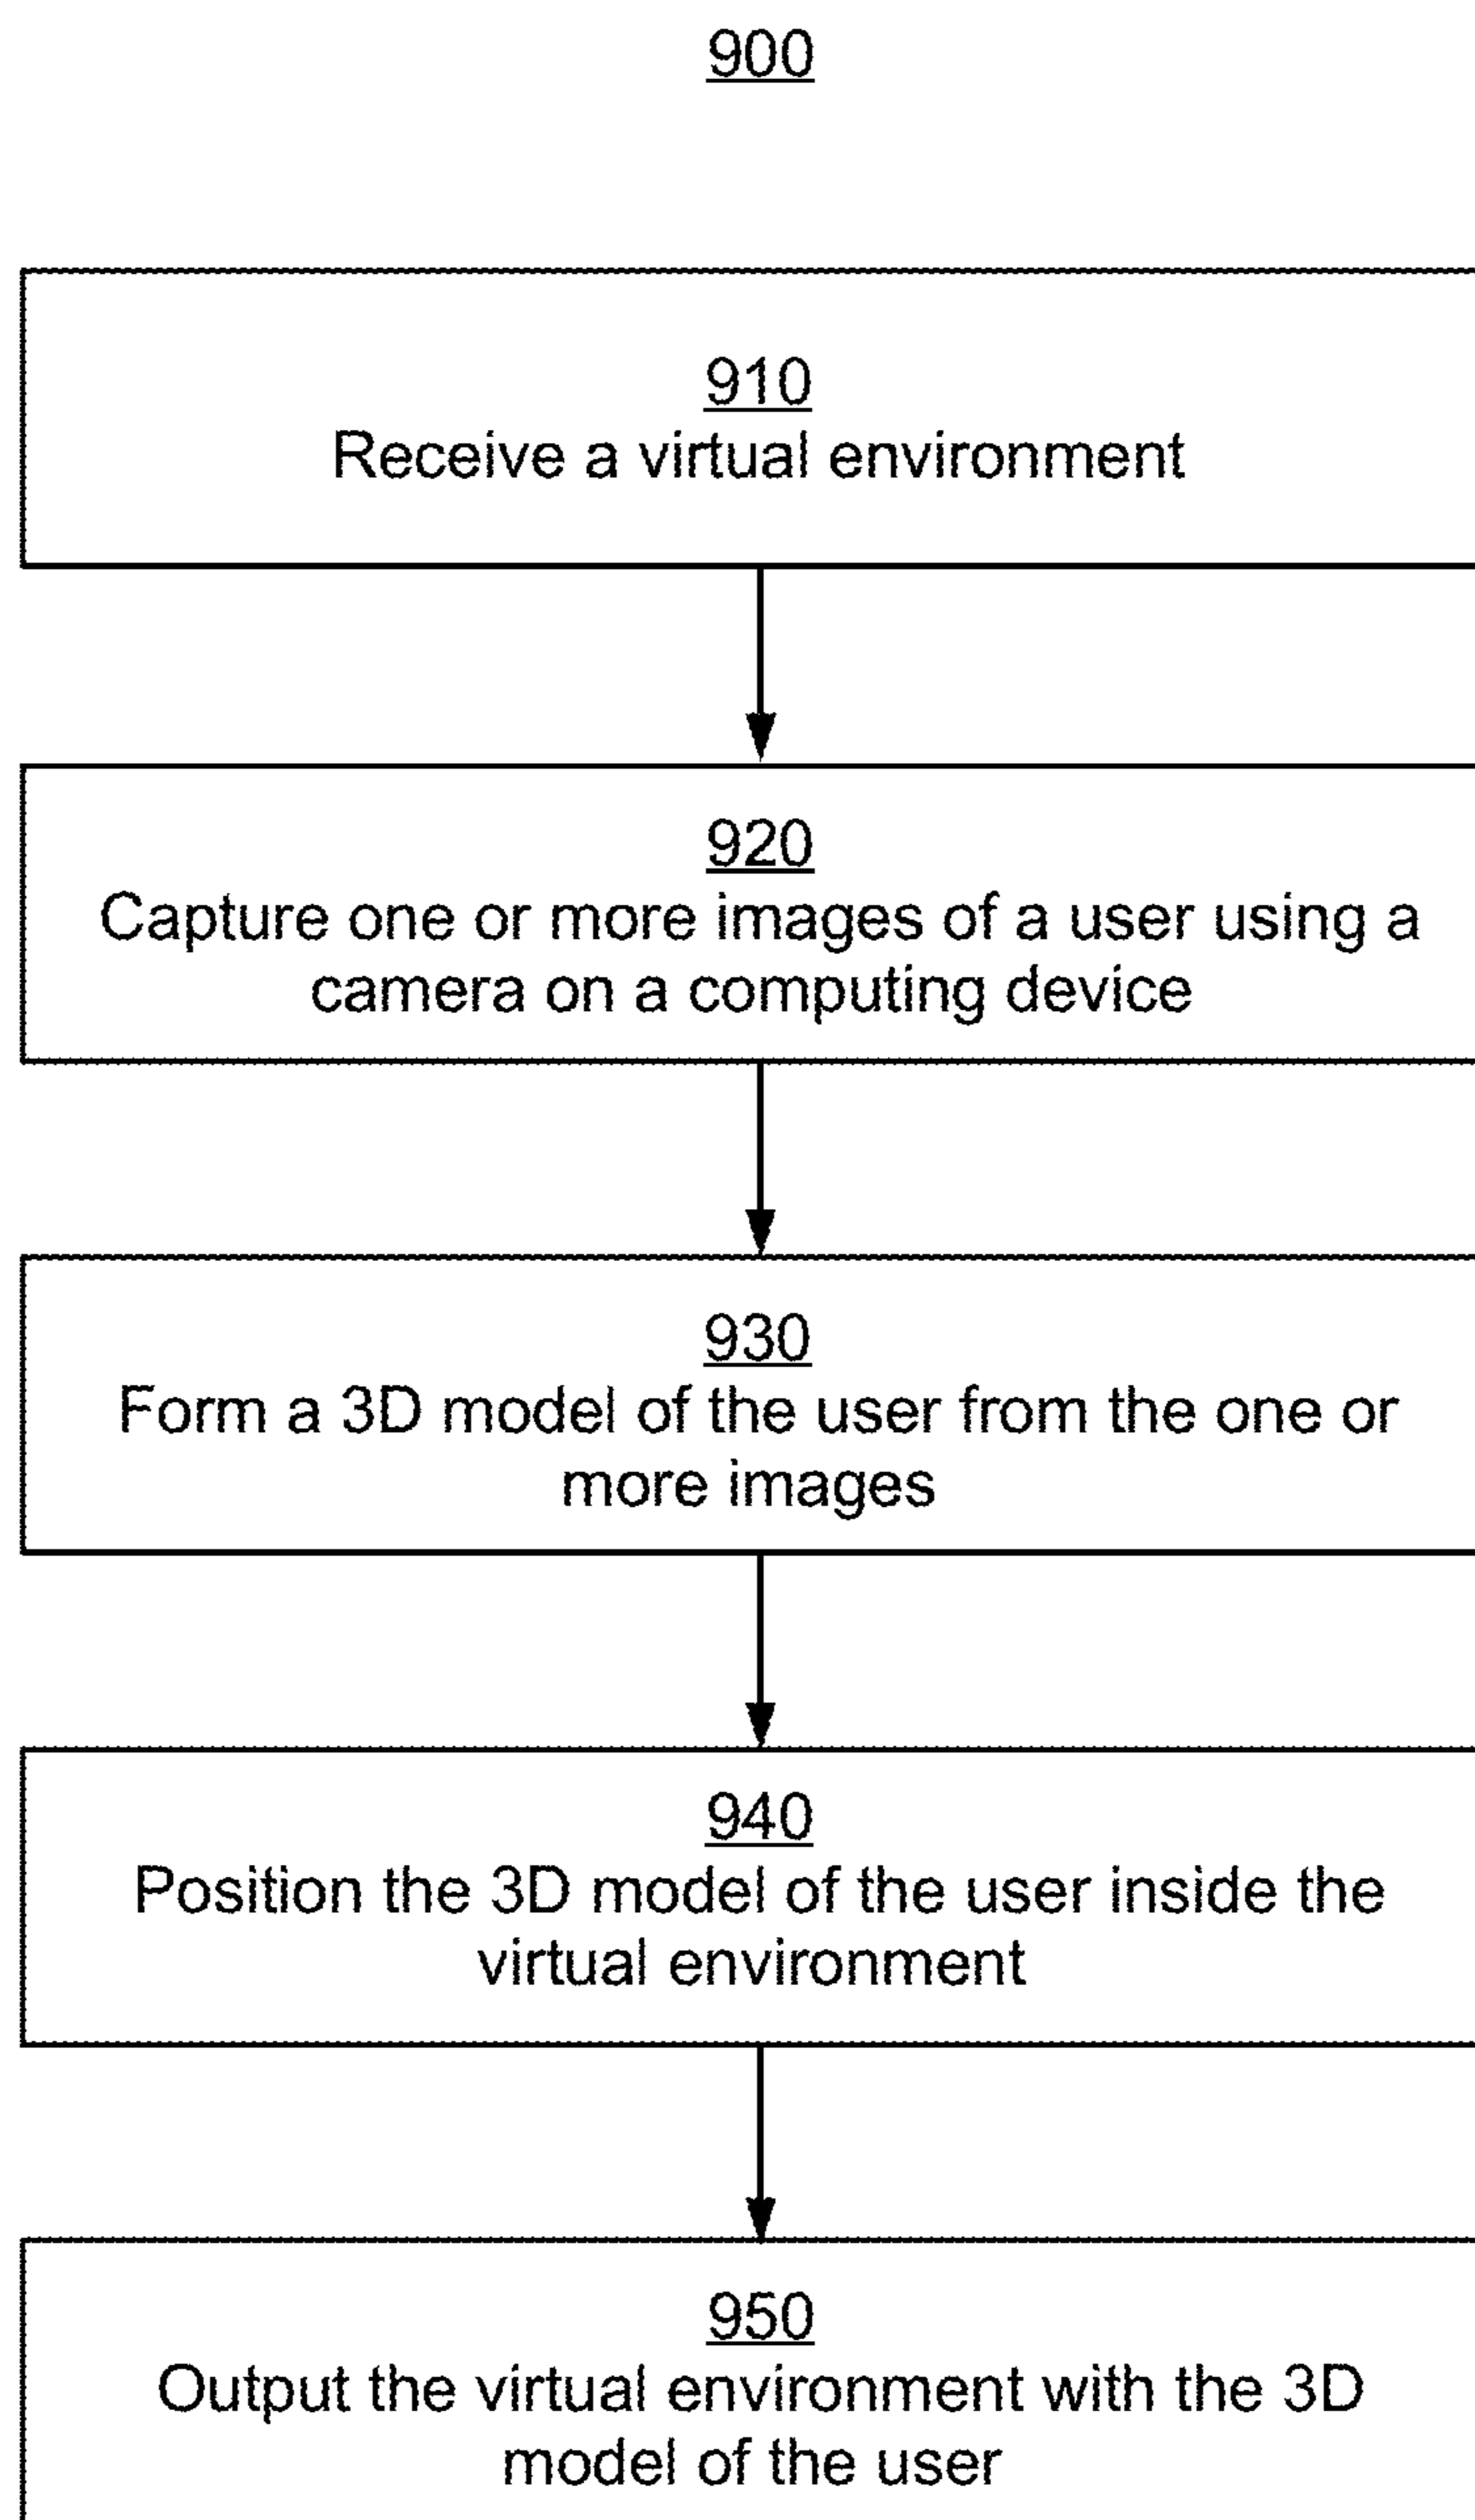 900
910
Receive a virtual environment
920
Capture one or more images of a user using a
camera on a computing device
930
Form a 3D model of the user from the one or
more images
940
Position the 3D model of the user inside the
virtual environment
950
Output the virtual environment with the 3D
model of the user